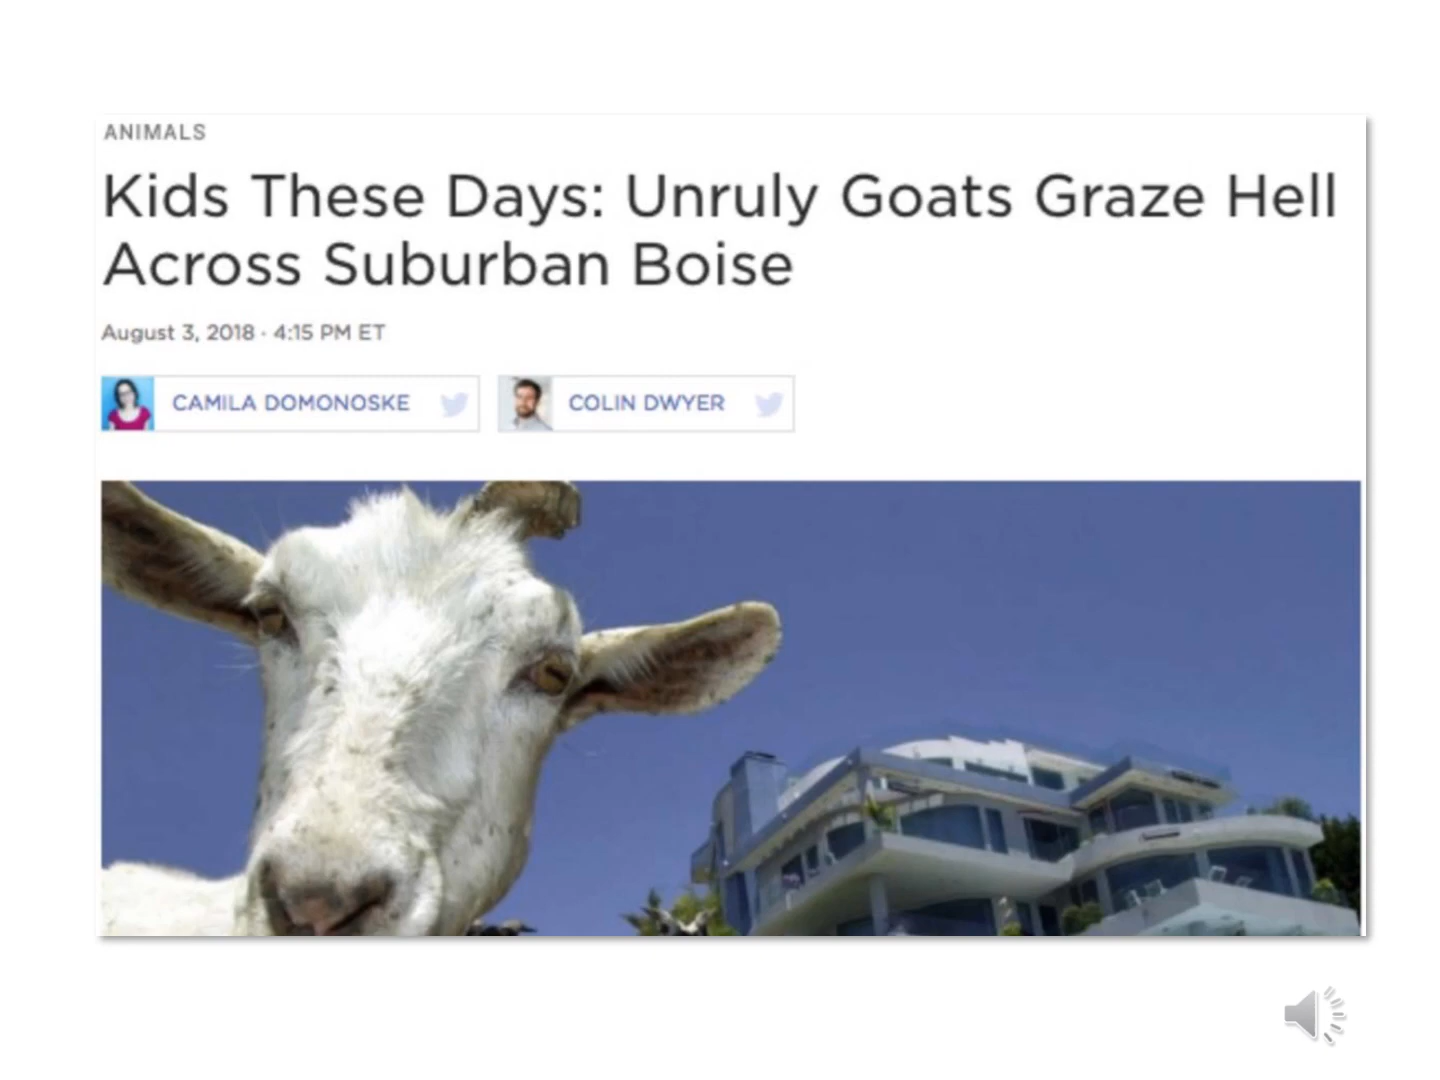 ANIMALS
Kids These Days: Unruly Goats Graze Hell
Across Suburban Boise
August 3, 2018 · 4:15 PM ET
CAMILA DOMONOSKE
COLIN DWYER